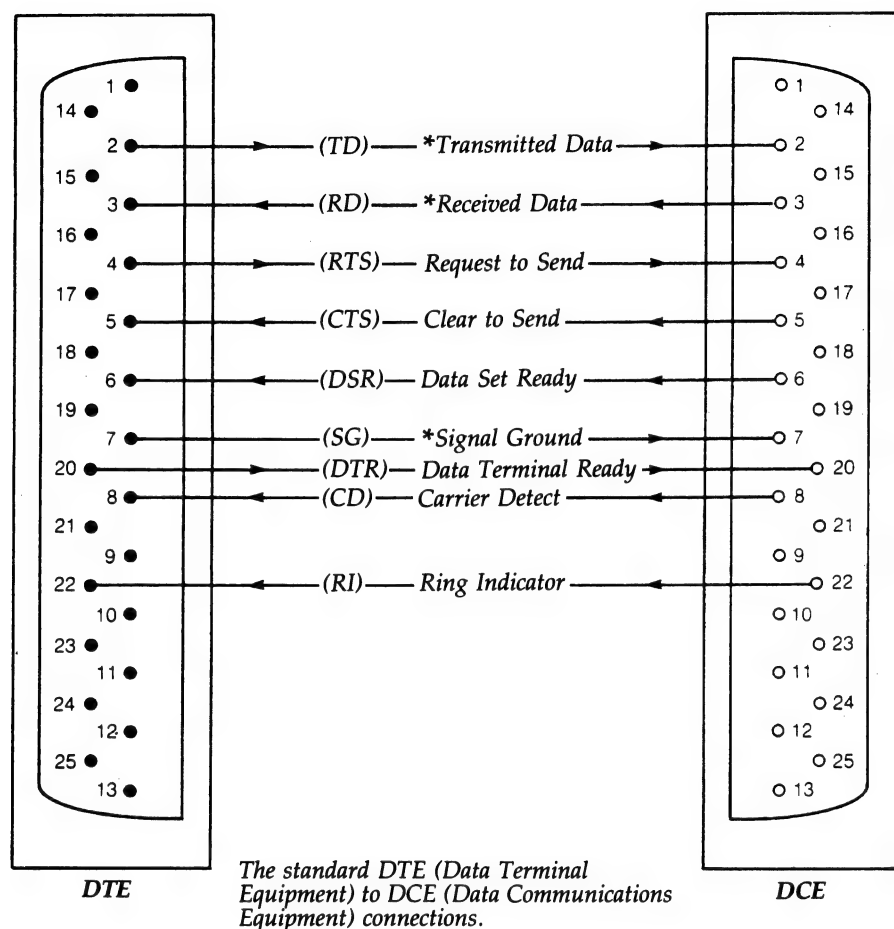 1 1
14 14
2 (TD) *Transmitted Data 2
15 15
3 (RD) *Received Data 3
16 16
4 (RTS) Request to Send 4
17 17
5 (CTS) Clear to Send 5
18 18
6 (DSR) Data Set Ready 6
19 19
7 (SG) *Signal Ground 7
20 (DTR) Data Terminal Ready 20
8 (CD) Carrier Detect 8
21 21
9 9
22 (RI) Ring Indicator 22
10 10
23 23
11 11
24 24
12 12
25 25
13 13
DTE
The standard DTE (Data Terminal
Equipment) to DCE (Data Communications
Equipment) connections.
DCE